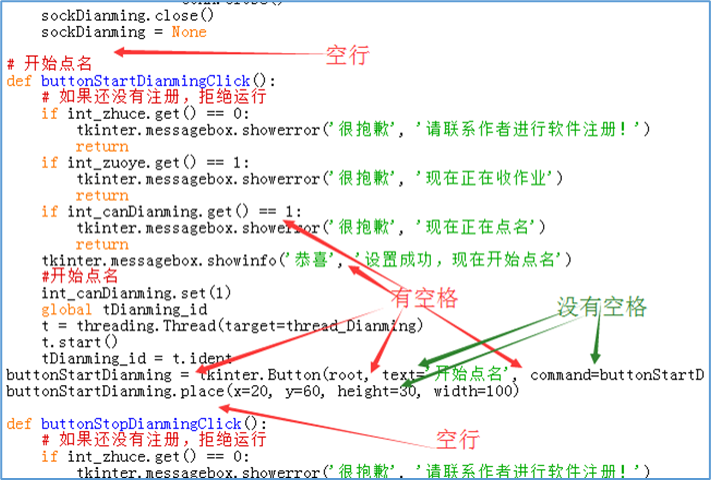 sockDianming.close()
sockDianming = None
空行
# 开始点名
def buttonStartDianmingClick():
# 如果还没有注册，拒绝运行
if int_zhuce.get() == 0:
tkinter.messagebox.showerror('很抱歉', '请联系作者进行软件注册！')
return
if int_zuoye.get() == 1:
tkinter.messagebox.showerror('很抱歉', '现在正在收作业')
return
if int_canDianming.get() == 1:
tkinter.messagebox.showerror('很抱歉', '现在正在点名')
return
tkinter.messagebox.showinfo('恭喜', '设置成功，现在开始点名')
#开始点名
int_canDianming.set(1)
有空格
没有空格
global tDianming_id
t = threading.Thread(target=thread_Dianming)
t.start()
tDianming_id = t.ident
buttonStartDianming = tkinter.Button(root, text='开始点名', command=buttonStartD
buttonStartDianming.place(x=20, y=60, height=30, width=100)
空行
def buttonStopDianmingClick():
# 如果还没有注册，拒绝运行
if int_zhuce.get() == 0:
tkinter.messagebox.showerror('很抱歉', '请联系作者进行软件注册！')